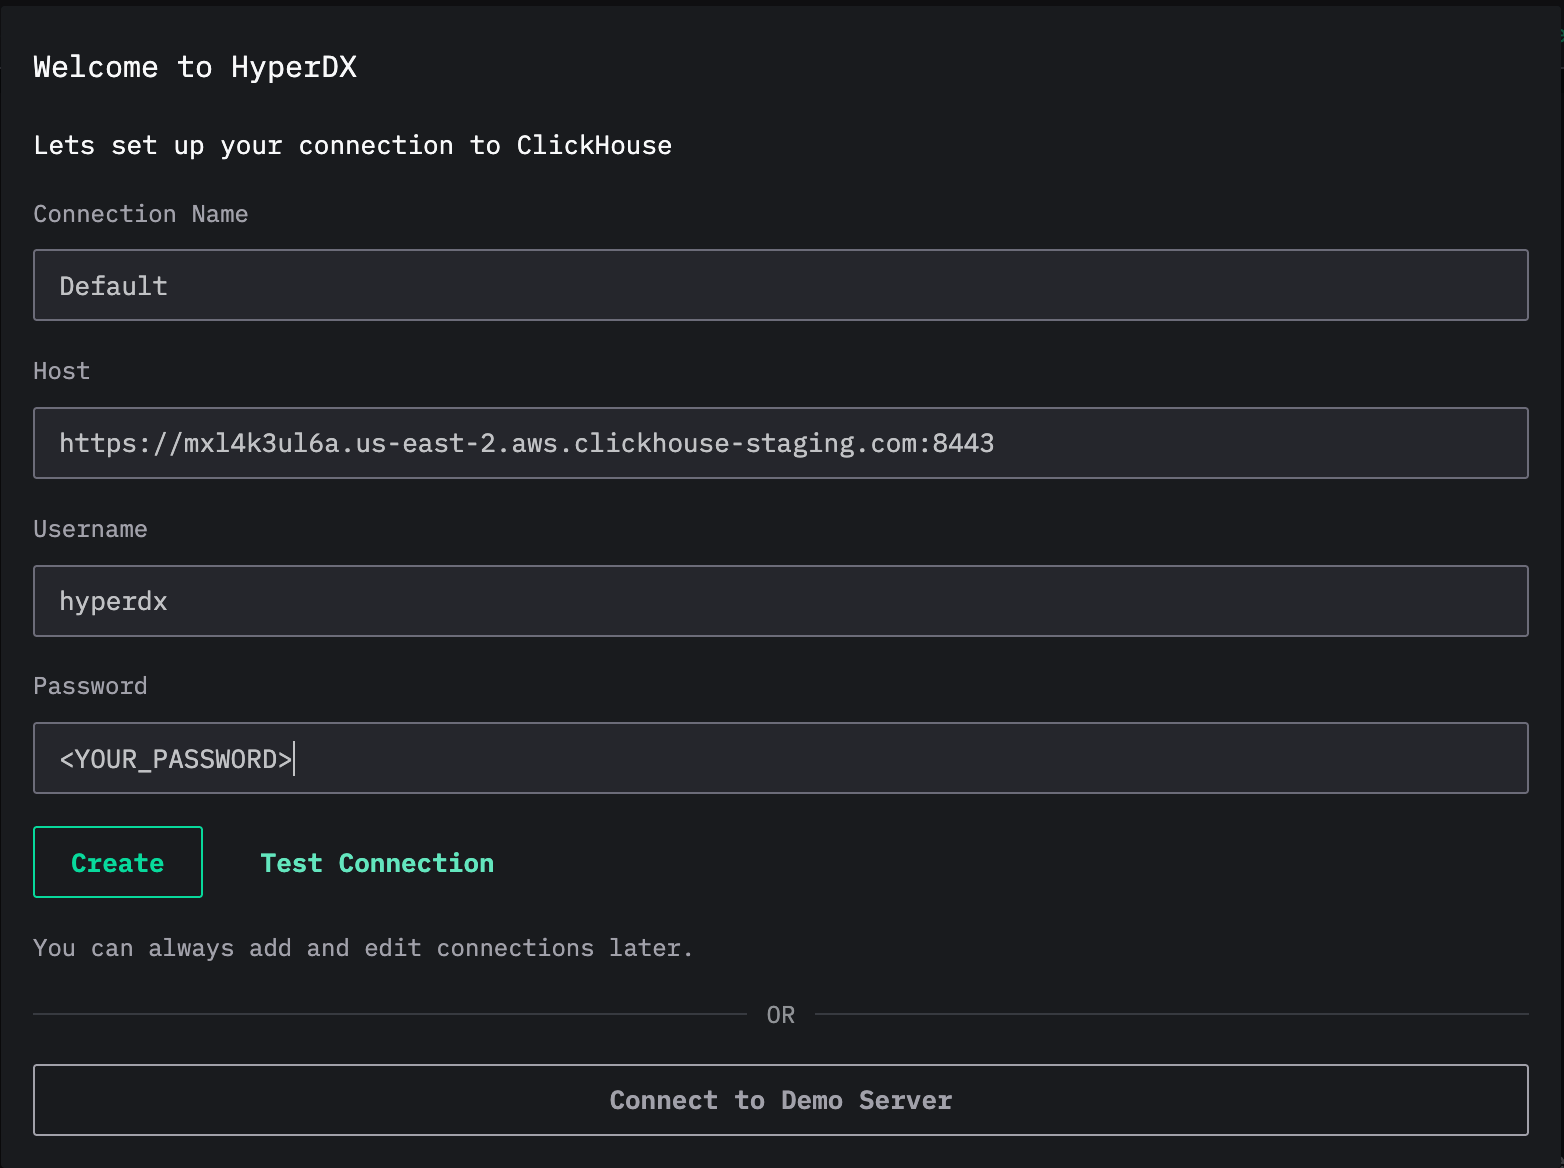 Welcome to HyperDX
Lets set up your connection to ClickHouse
Connection Name
Default
Host
https://mxl4k3ul6a.us-east-2.aws.clickhouse-staging.com:8443
Username
hyperdx
Password
<YOUR_PASSWORD>
Create Test Connection
You can always add and edit connections later.
OR
Connect to Demo Server